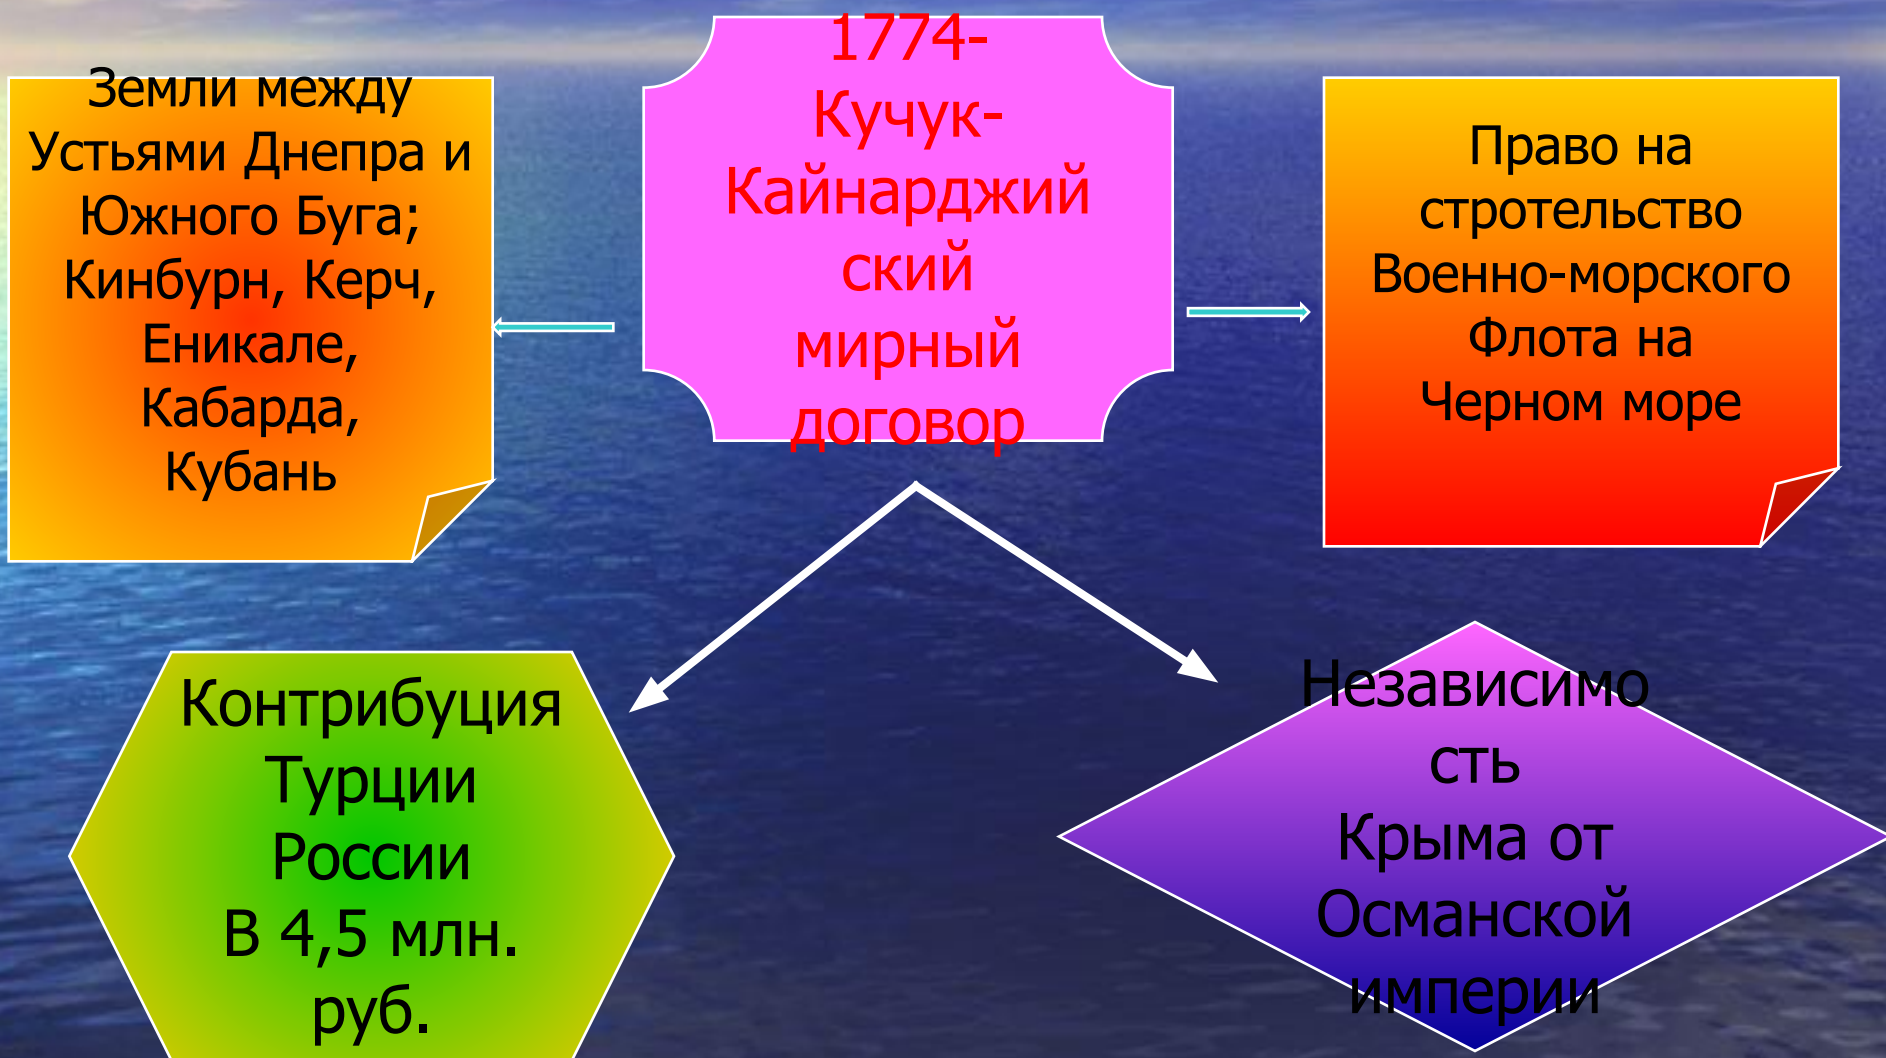 1774-
Кучук-
Кайнарджий
ский
мирный
договор
Земли между
Устьями Днепра и
Южного Буга;
Кинбурн, Керч,
Еникале,
Кабарда,
Кубань
Право на
стротельство
Военно-морского
Флота на
Черном море
Контрибуция
Турции
России
В 4,5 млн.
руб.
Независимо
сть
Крыма от
Османской
империи